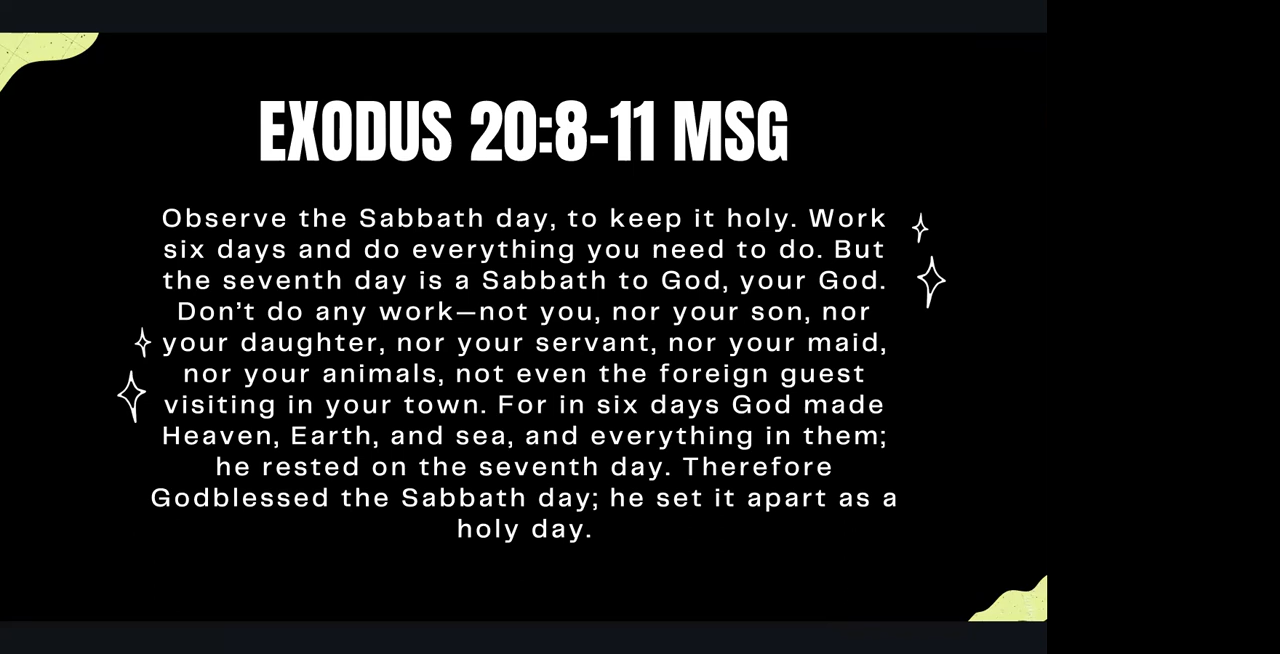 EXODUS 20:8-11 MSG
Observe the Sabbath day, to keep it holy. Work
six days and do everything you need to do. But
the seventh day is a Sabbath to God, your God.
Don’t do any work—not you, nor your son, nor
your daughter, nor your servant, nor your maid,
nor your animals, not even the foreign guest
visiting in your town. For in six days God made
Heaven, Earth, and sea, and everything in them;
he rested on the seventh day. Therefore
Godblessed the Sabbath day; he set it apart as a
holy day.